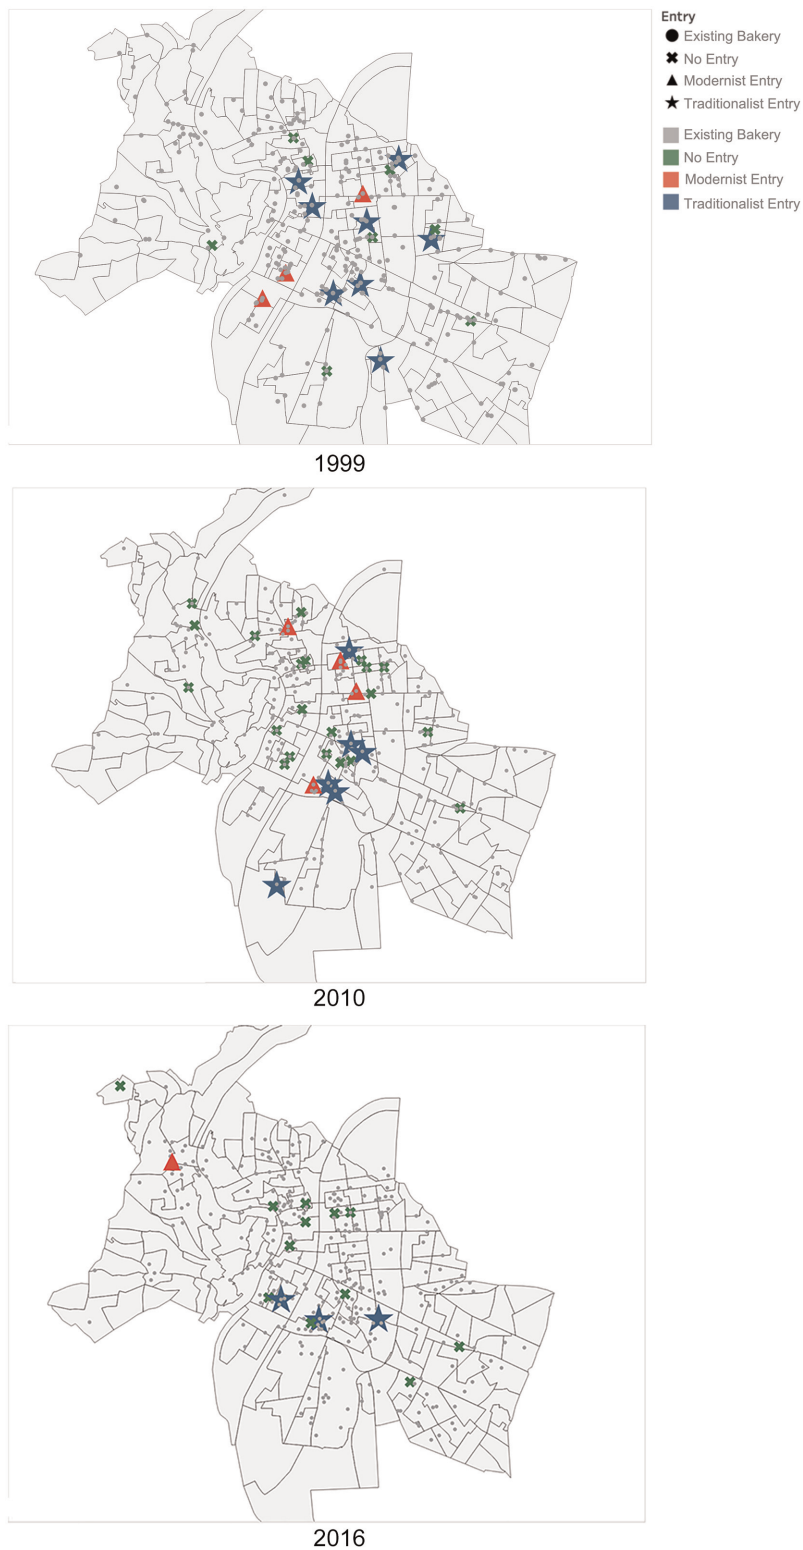 Entry
Existing Bakery
No Entry
Modernist Entry
Traditionalist Entry
Existing Bakery
No Entry
Modernist Entry
Traditionalist Entry
1999
2010
2016